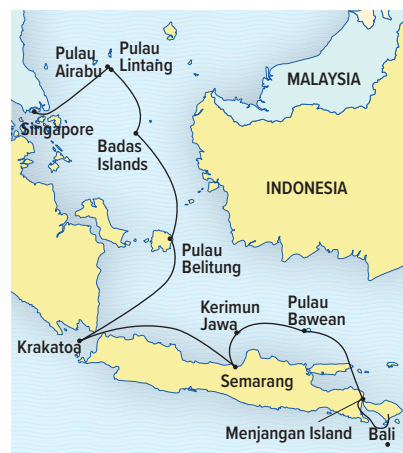 Pulau
Airabu
Pulau
Lintang
MALAYSIA
Singapore
Badas
Islands
INDONESIA
Pulau
Belitung
Kerimun
Jawa
Pulau
Bawean
Krakatoa
Semarang
Menjangan Island
Bali